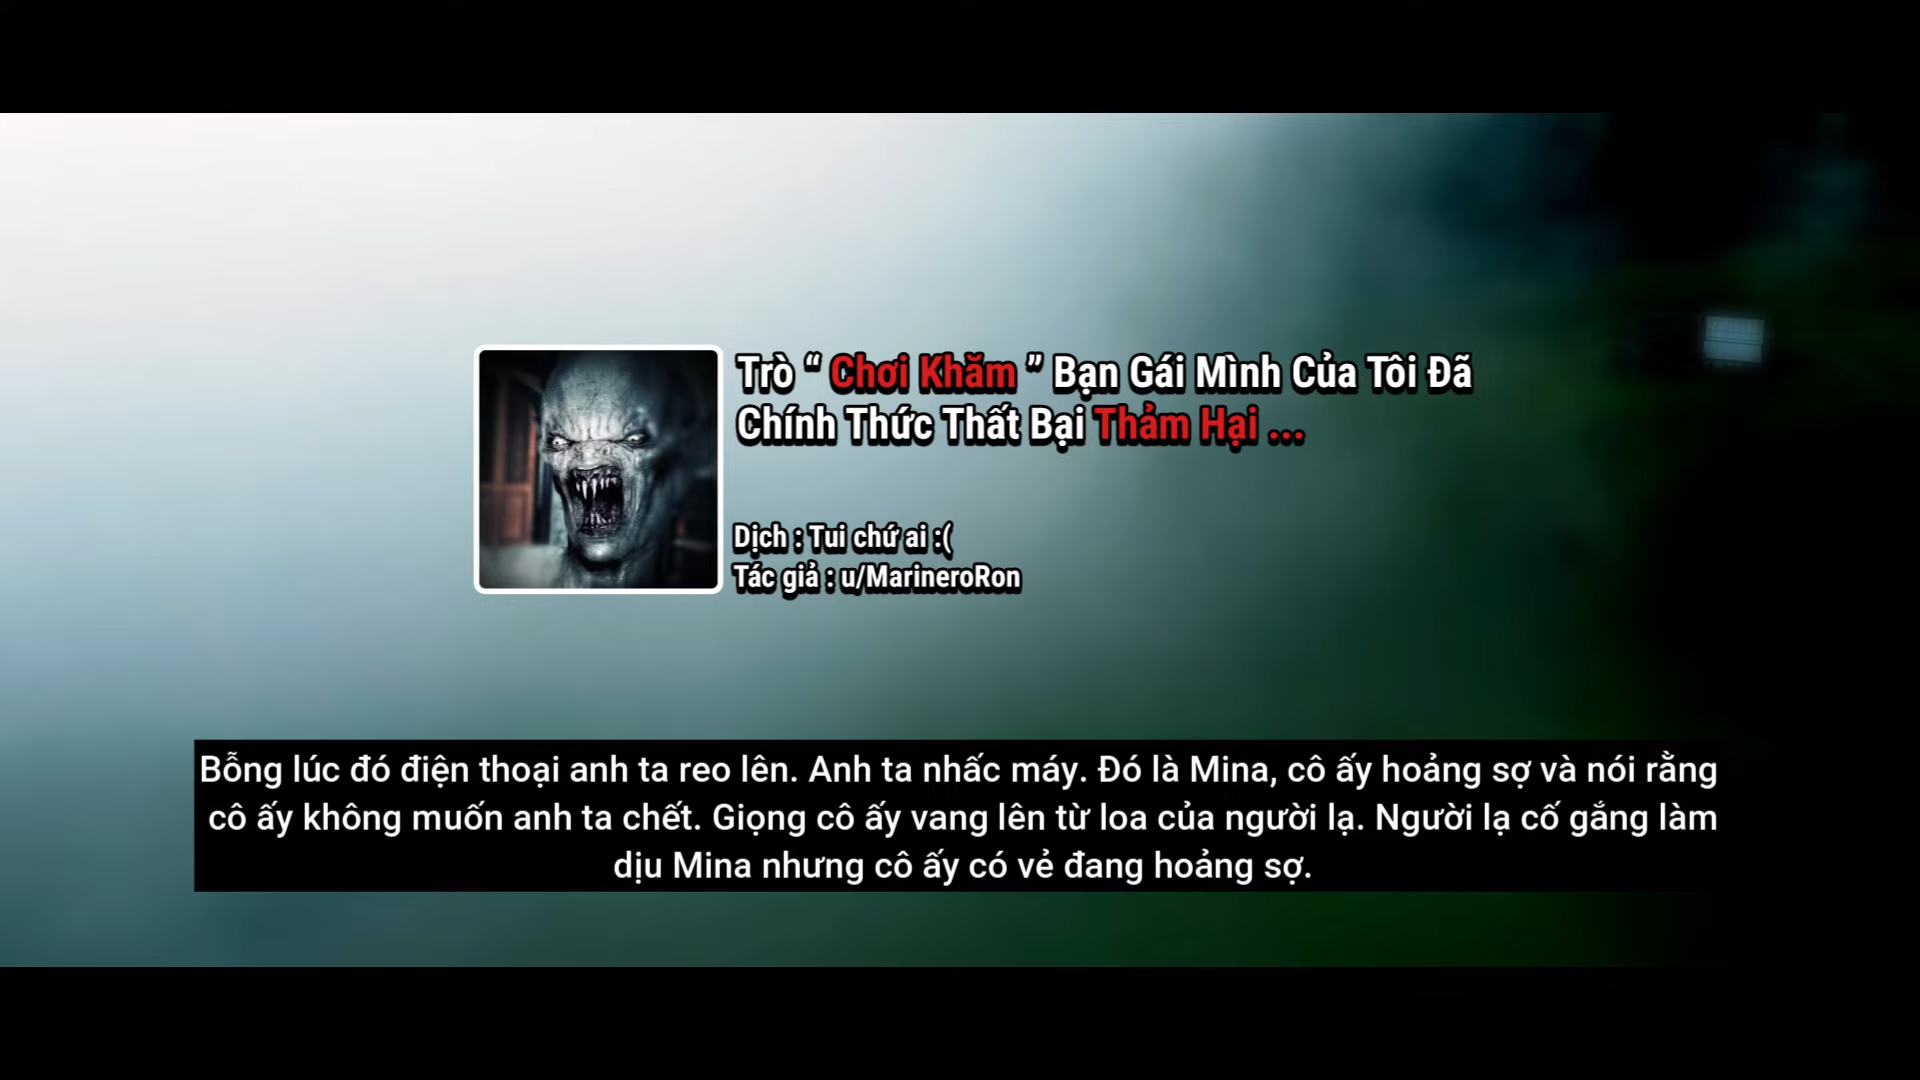 Trò “ Chơi Khăm ” Bạn Gái Mình Của Tôi Đã
Chính Thức Thất Bại Thảm Hại ...
Dịch : Tui chứ ai :(
Tác giả : u/MarineroRon
Bỗng lúc đó điện thoại anh ta reo lên. Anh ta nhấc máy. Đó là Mina, cô ấy hoảng sợ và nói rằng
cô ấy không muốn anh ta chết. Giọng cô ấy vang lên từ loa của người lạ. Người lạ cố gắng làm
dịu Mina nhưng cô ấy có vẻ đang hoảng sợ.